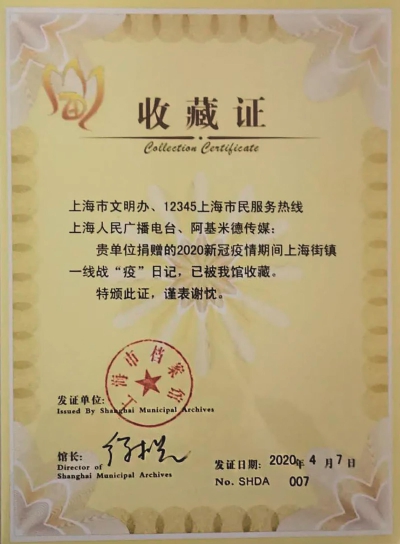 收藏证
Collection Certificate
上海市文明办、12345上海市民服务热线
上海人民广播电台、阿基米德传媒：
贵单位捐赠的2020新冠疫情期间上海街镇
一线战“疫”日记，已被我馆收藏。
特颁此证，谨表谢忱。
上海市档案馆
发证单位：
Issued By Shanghai Municipal Archives
馆长：
Director of
Shanghai Municipal Archives
发证日期：2020年4月7日
No. SHDA 007